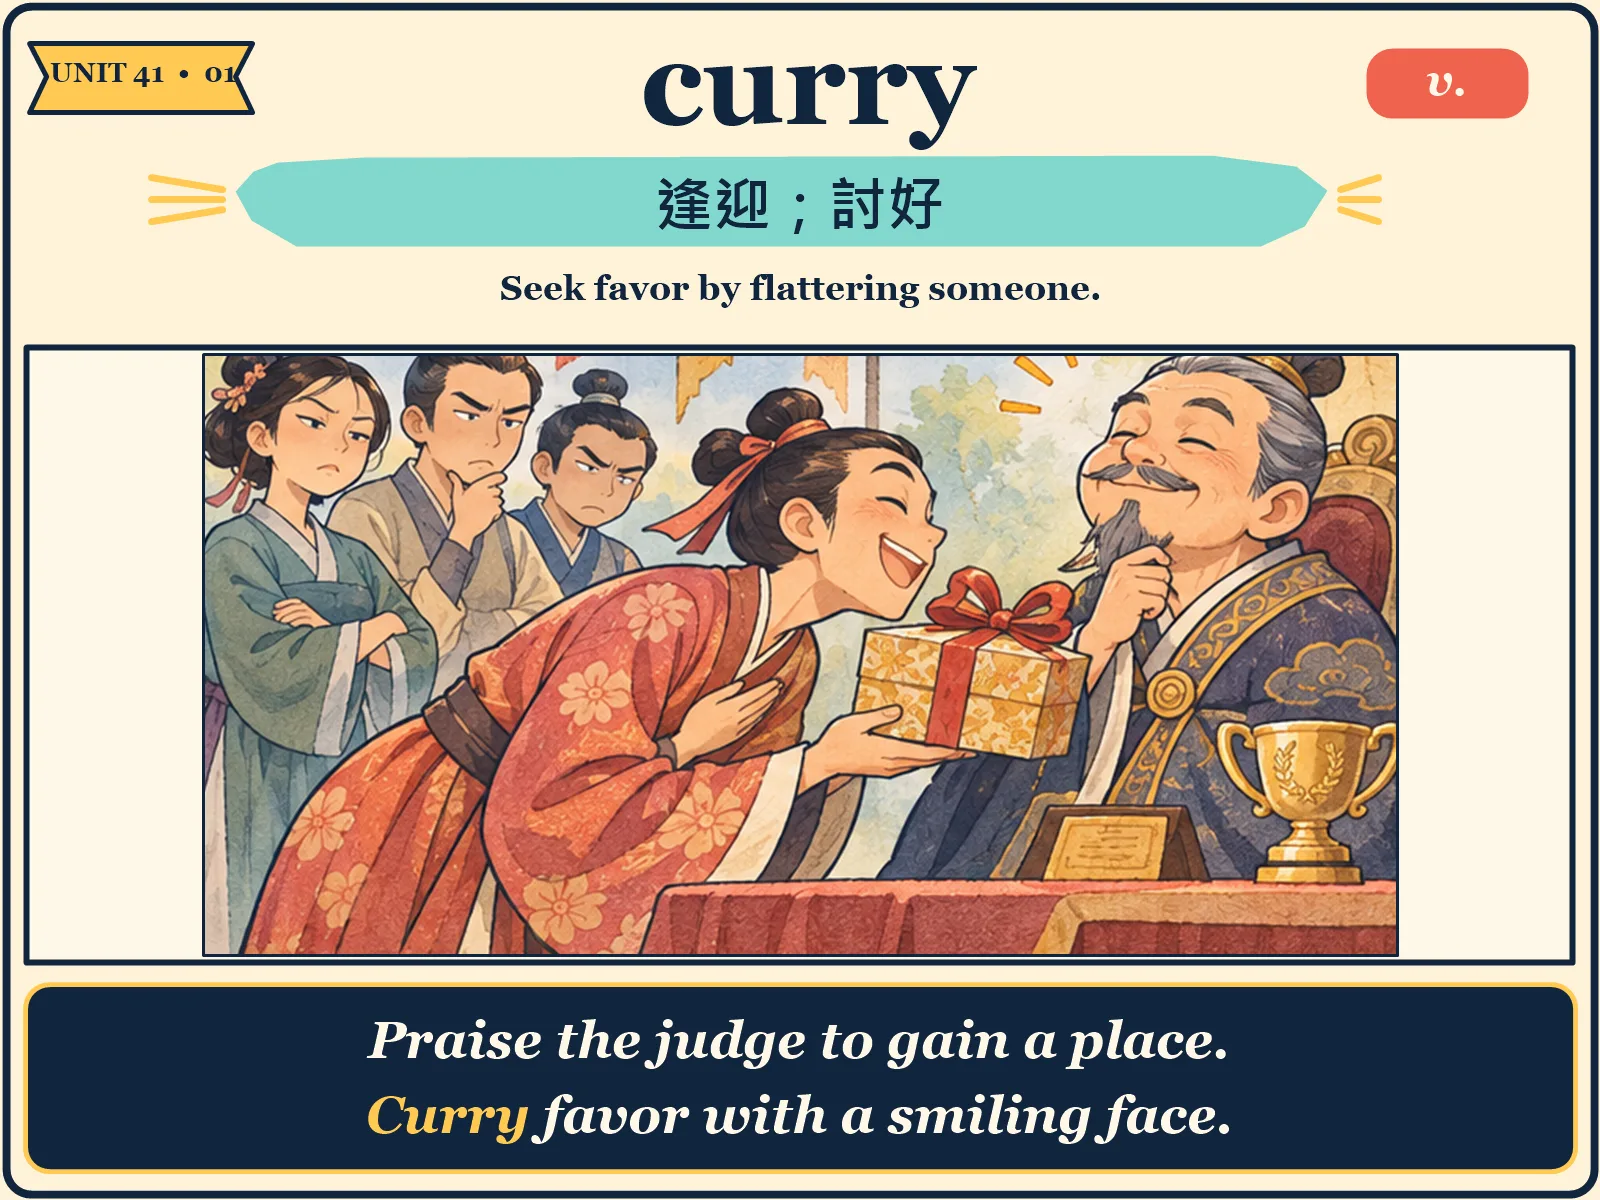 UNIT 41 • 01
curry
v.
逢迎；討好
Seek favor by flattering someone.
Praise the judge to gain a place.
Curry favor with a smiling face.